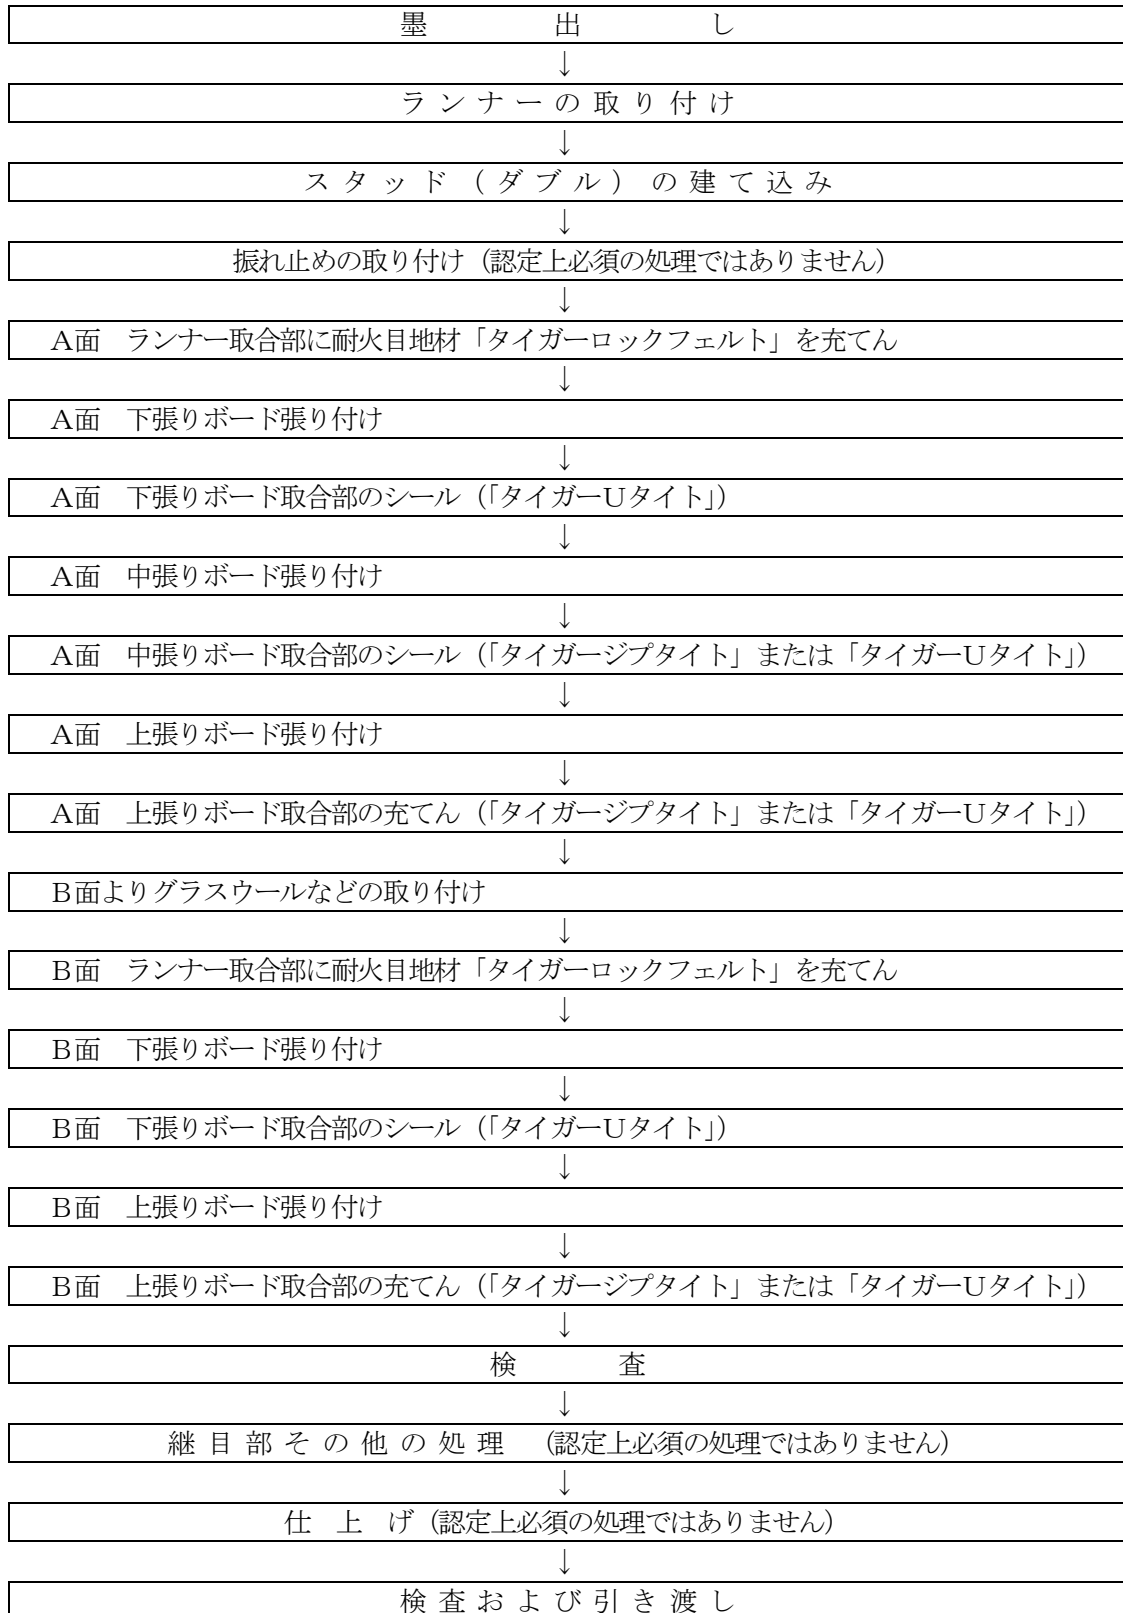 墨出し
↓
ランナーの取り付け
↓
スタッド（ダブル）の建て込み
↓
振れ止めの取り付け（認定上必須の処理ではありません）
↓
A面　ランナー取合部に耐火目地材「タイガーロックフェルト」を充てん
↓
A面　下張りボード張り付け
↓
A面　下張りボード取合部のシール（「タイガーUタイト」）
↓
A面　中張りボード張り付け
↓
A面　中張りボード取合部のシール（「タイガージプタイト」または「タイガーUタイト」）
↓
A面　上張りボード張り付け
↓
A面　上張りボード取合部の充てん（「タイガージプタイト」または「タイガーUタイト」）
↓
B面よりグラスウールなどの取り付け
↓
B面　ランナー取合部に耐火目地材「タイガーロックフェルト」を充てん
↓
B面　下張りボード張り付け
↓
B面　下張りボード取合部のシール（「タイガーUタイト」）
↓
B面　上張りボード張り付け
↓
B面　上張りボード取合部の充てん（「タイガージプタイト」または「タイガーUタイト」）
↓
検査
↓
継目部その他の処理　（認定上必須の処理ではありません）
↓
仕上げ（認定上必須の処理ではありません）
↓
検査および引き渡し